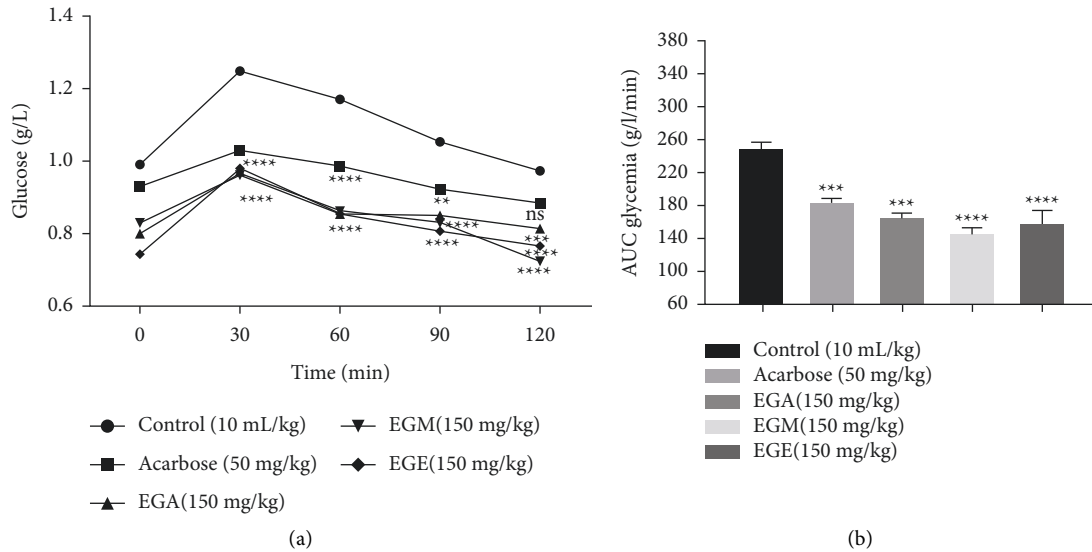 1.4
1.2
1.0
0.8
0.6
Glucose (g/L)
****
****
****
****
**
****
****
ns
***
****
****
0 30 60 90 120
Time (min)
Control (10 mL/kg) EGM(150 mg/kg)
Acarbose (50 mg/kg) EGE(150 mg/kg)
EGA(150 mg/kg)
(a)
380
340
300
260
220
180
140
100
60
AUC glycemia (g/l/min)
*** *** **** ****
Control (10 mL/kg)
Acarbose (50 mg/kg)
EGA(150 mg/kg)
EGM(150 mg/kg)
EGE(150 mg/kg)
(b)